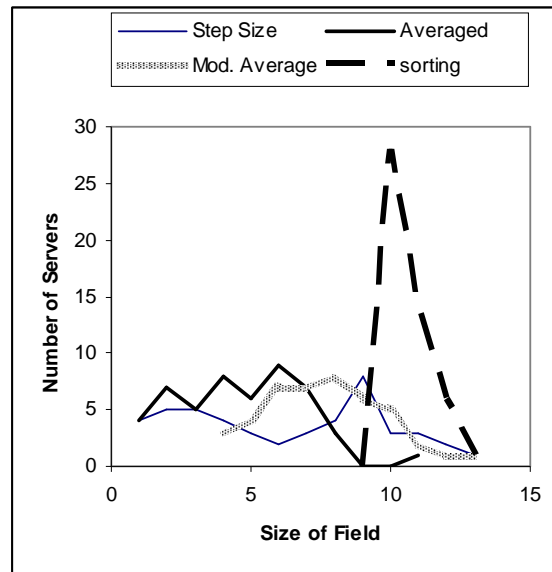 Step Size Averaged
Mod. Average sorting
30
25
20
15
10
5
0
0 5 10 15
Number of Servers
Size of Field